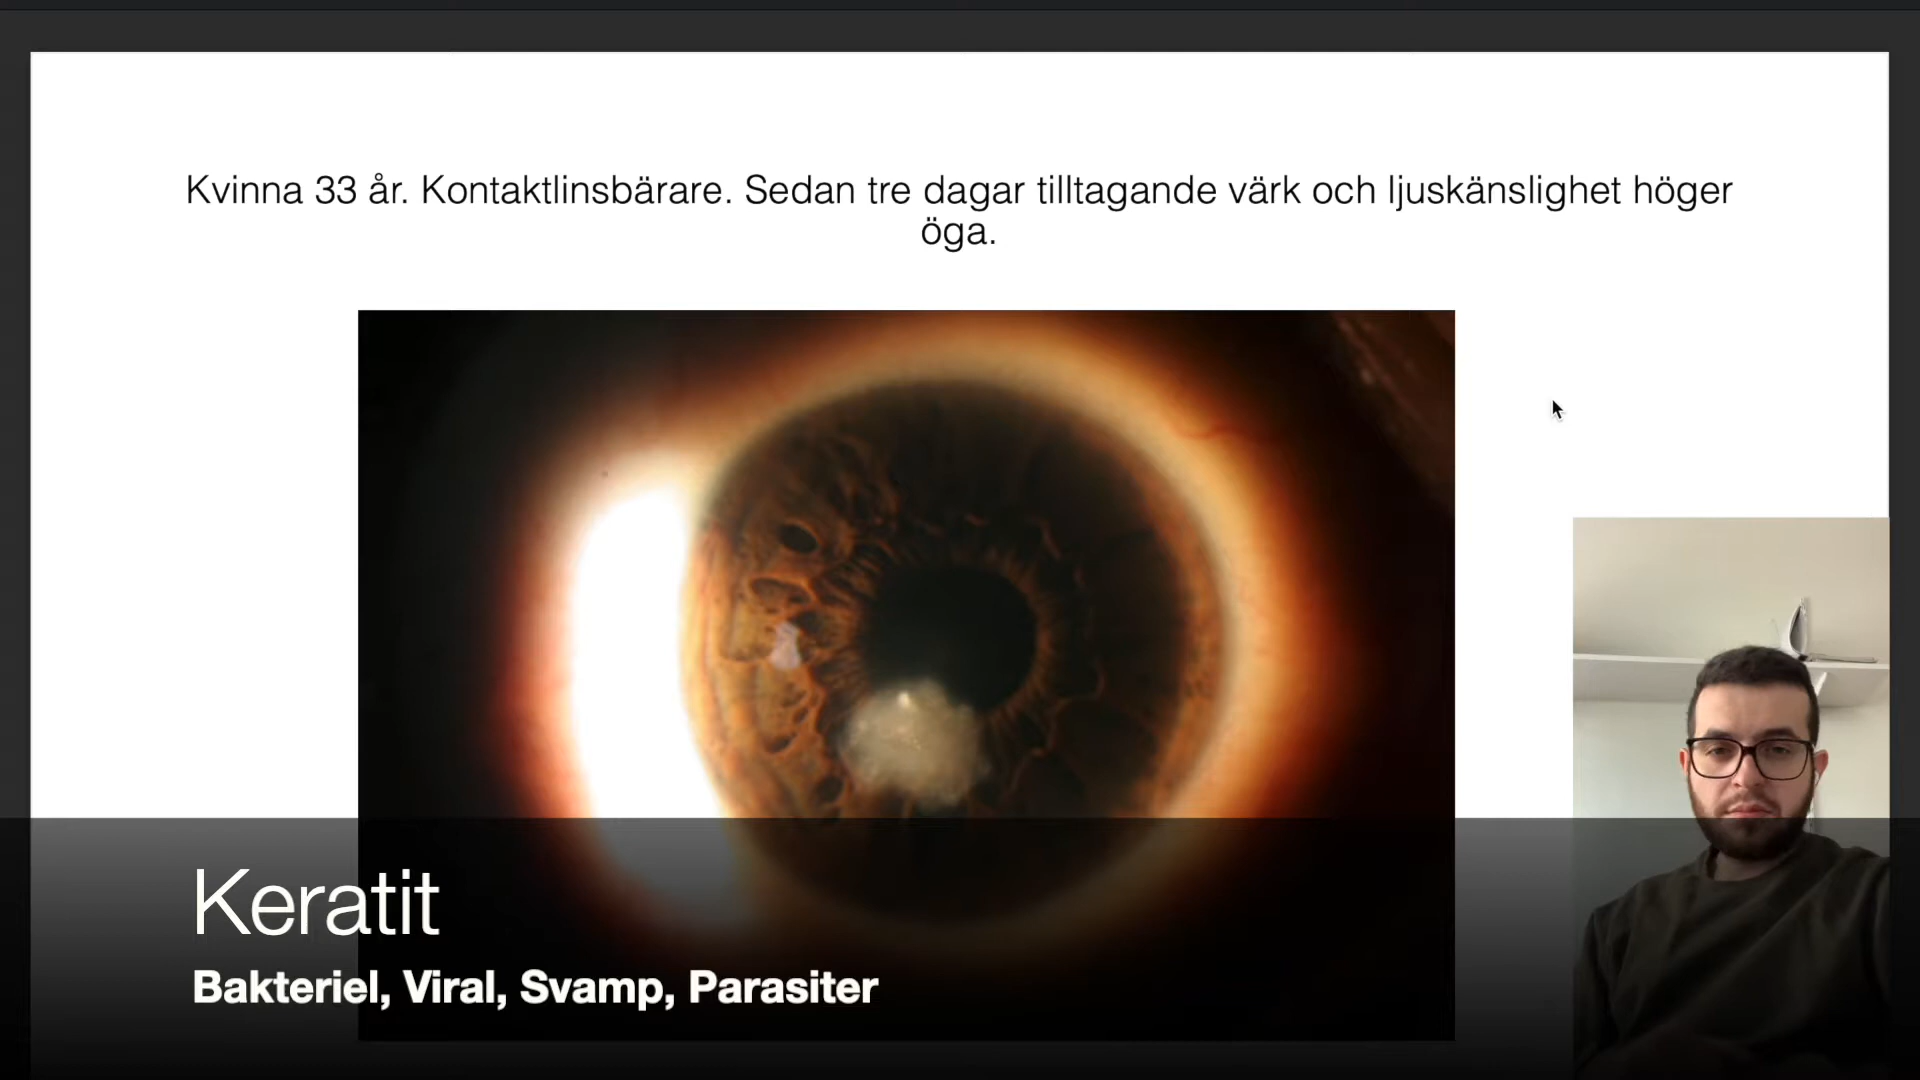 Kvinna 33 år. Kontaktlinsbärare. Sedan tre dagar tilltagande värk och ljuskänslighet höger
öga.
Keratit
Bakteriel, Viral, Svamp, Parasiter